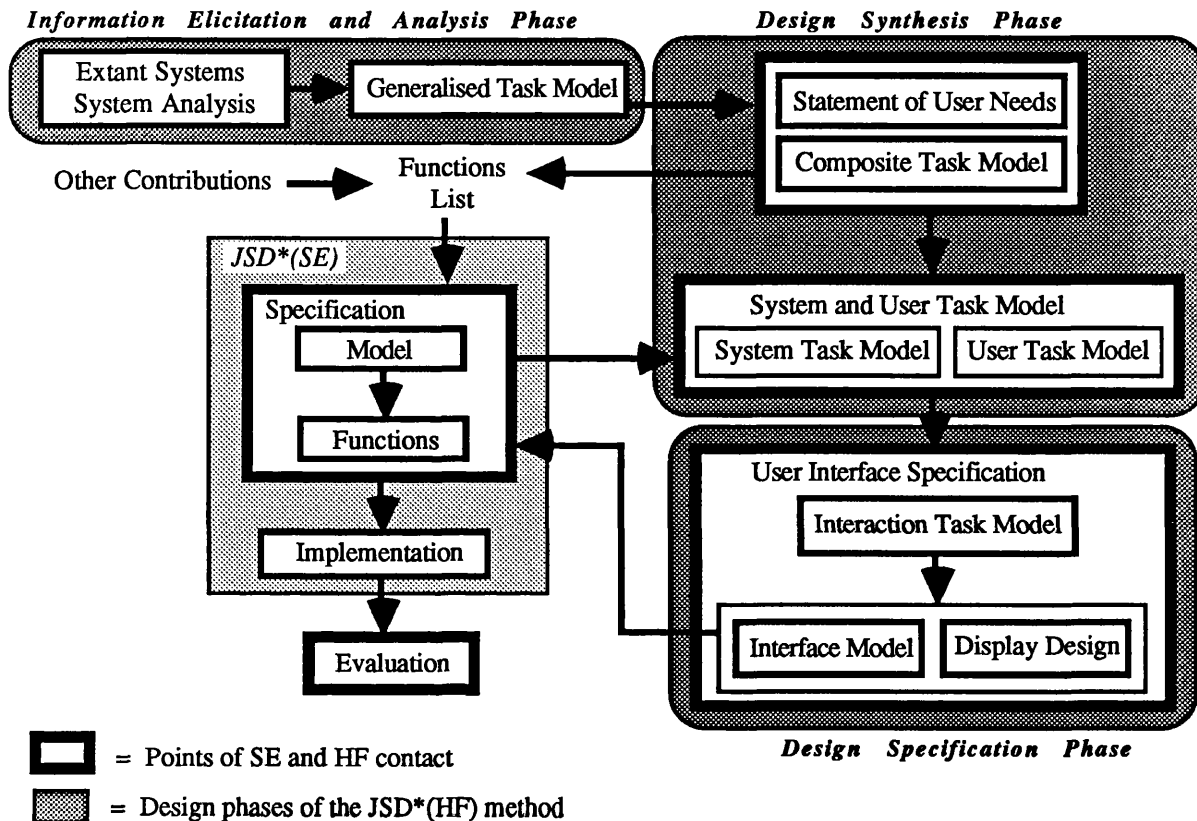 Information Elicitation and Analysis Phase
Design Synthesis Phase
Extant Systems
System Analysis
Generalised Task Model
Statement of User Needs
Composite Task Model
Other Contributions
Functions
List
JSD*(SE)
Specification
Model
Functions
System and User Task Model
System Task Model
User Task Model
Implementation
Evaluation
User Interface Specification
Interaction Task Model
Interface Model
Display Design
Design Specification Phase
= Points of SE and HF contact
= Design phases of the JSD*(HF) method